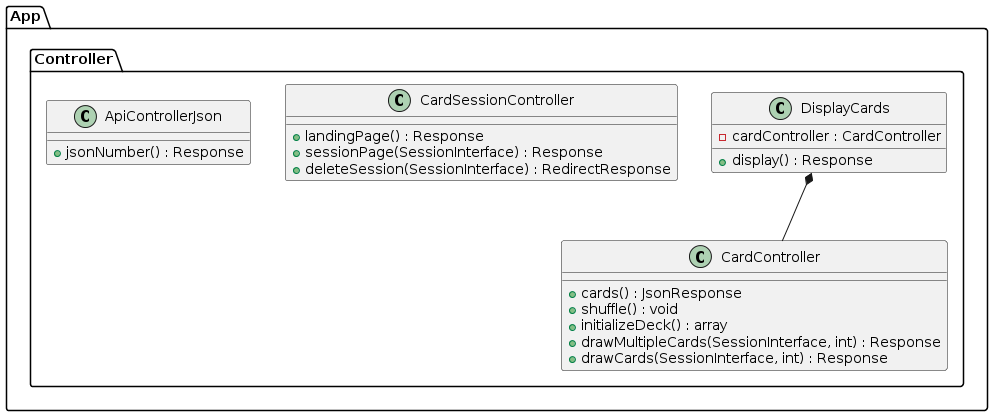 App
Controller
C ApiControllerJson
jsonNumber() : Response
C CardSessionController
landingPage() : Response
sessionPage(SessionInterface) : Response
deleteSession(SessionInterface) : RedirectResponse
C DisplayCards
cardController : CardController
display() : Response
C CardController
cards() : JsonResponse
shuffle() : void
initializeDeck() : array
drawMultipleCards(SessionInterface, int) : Response
drawCards(SessionInterface, int) : Response